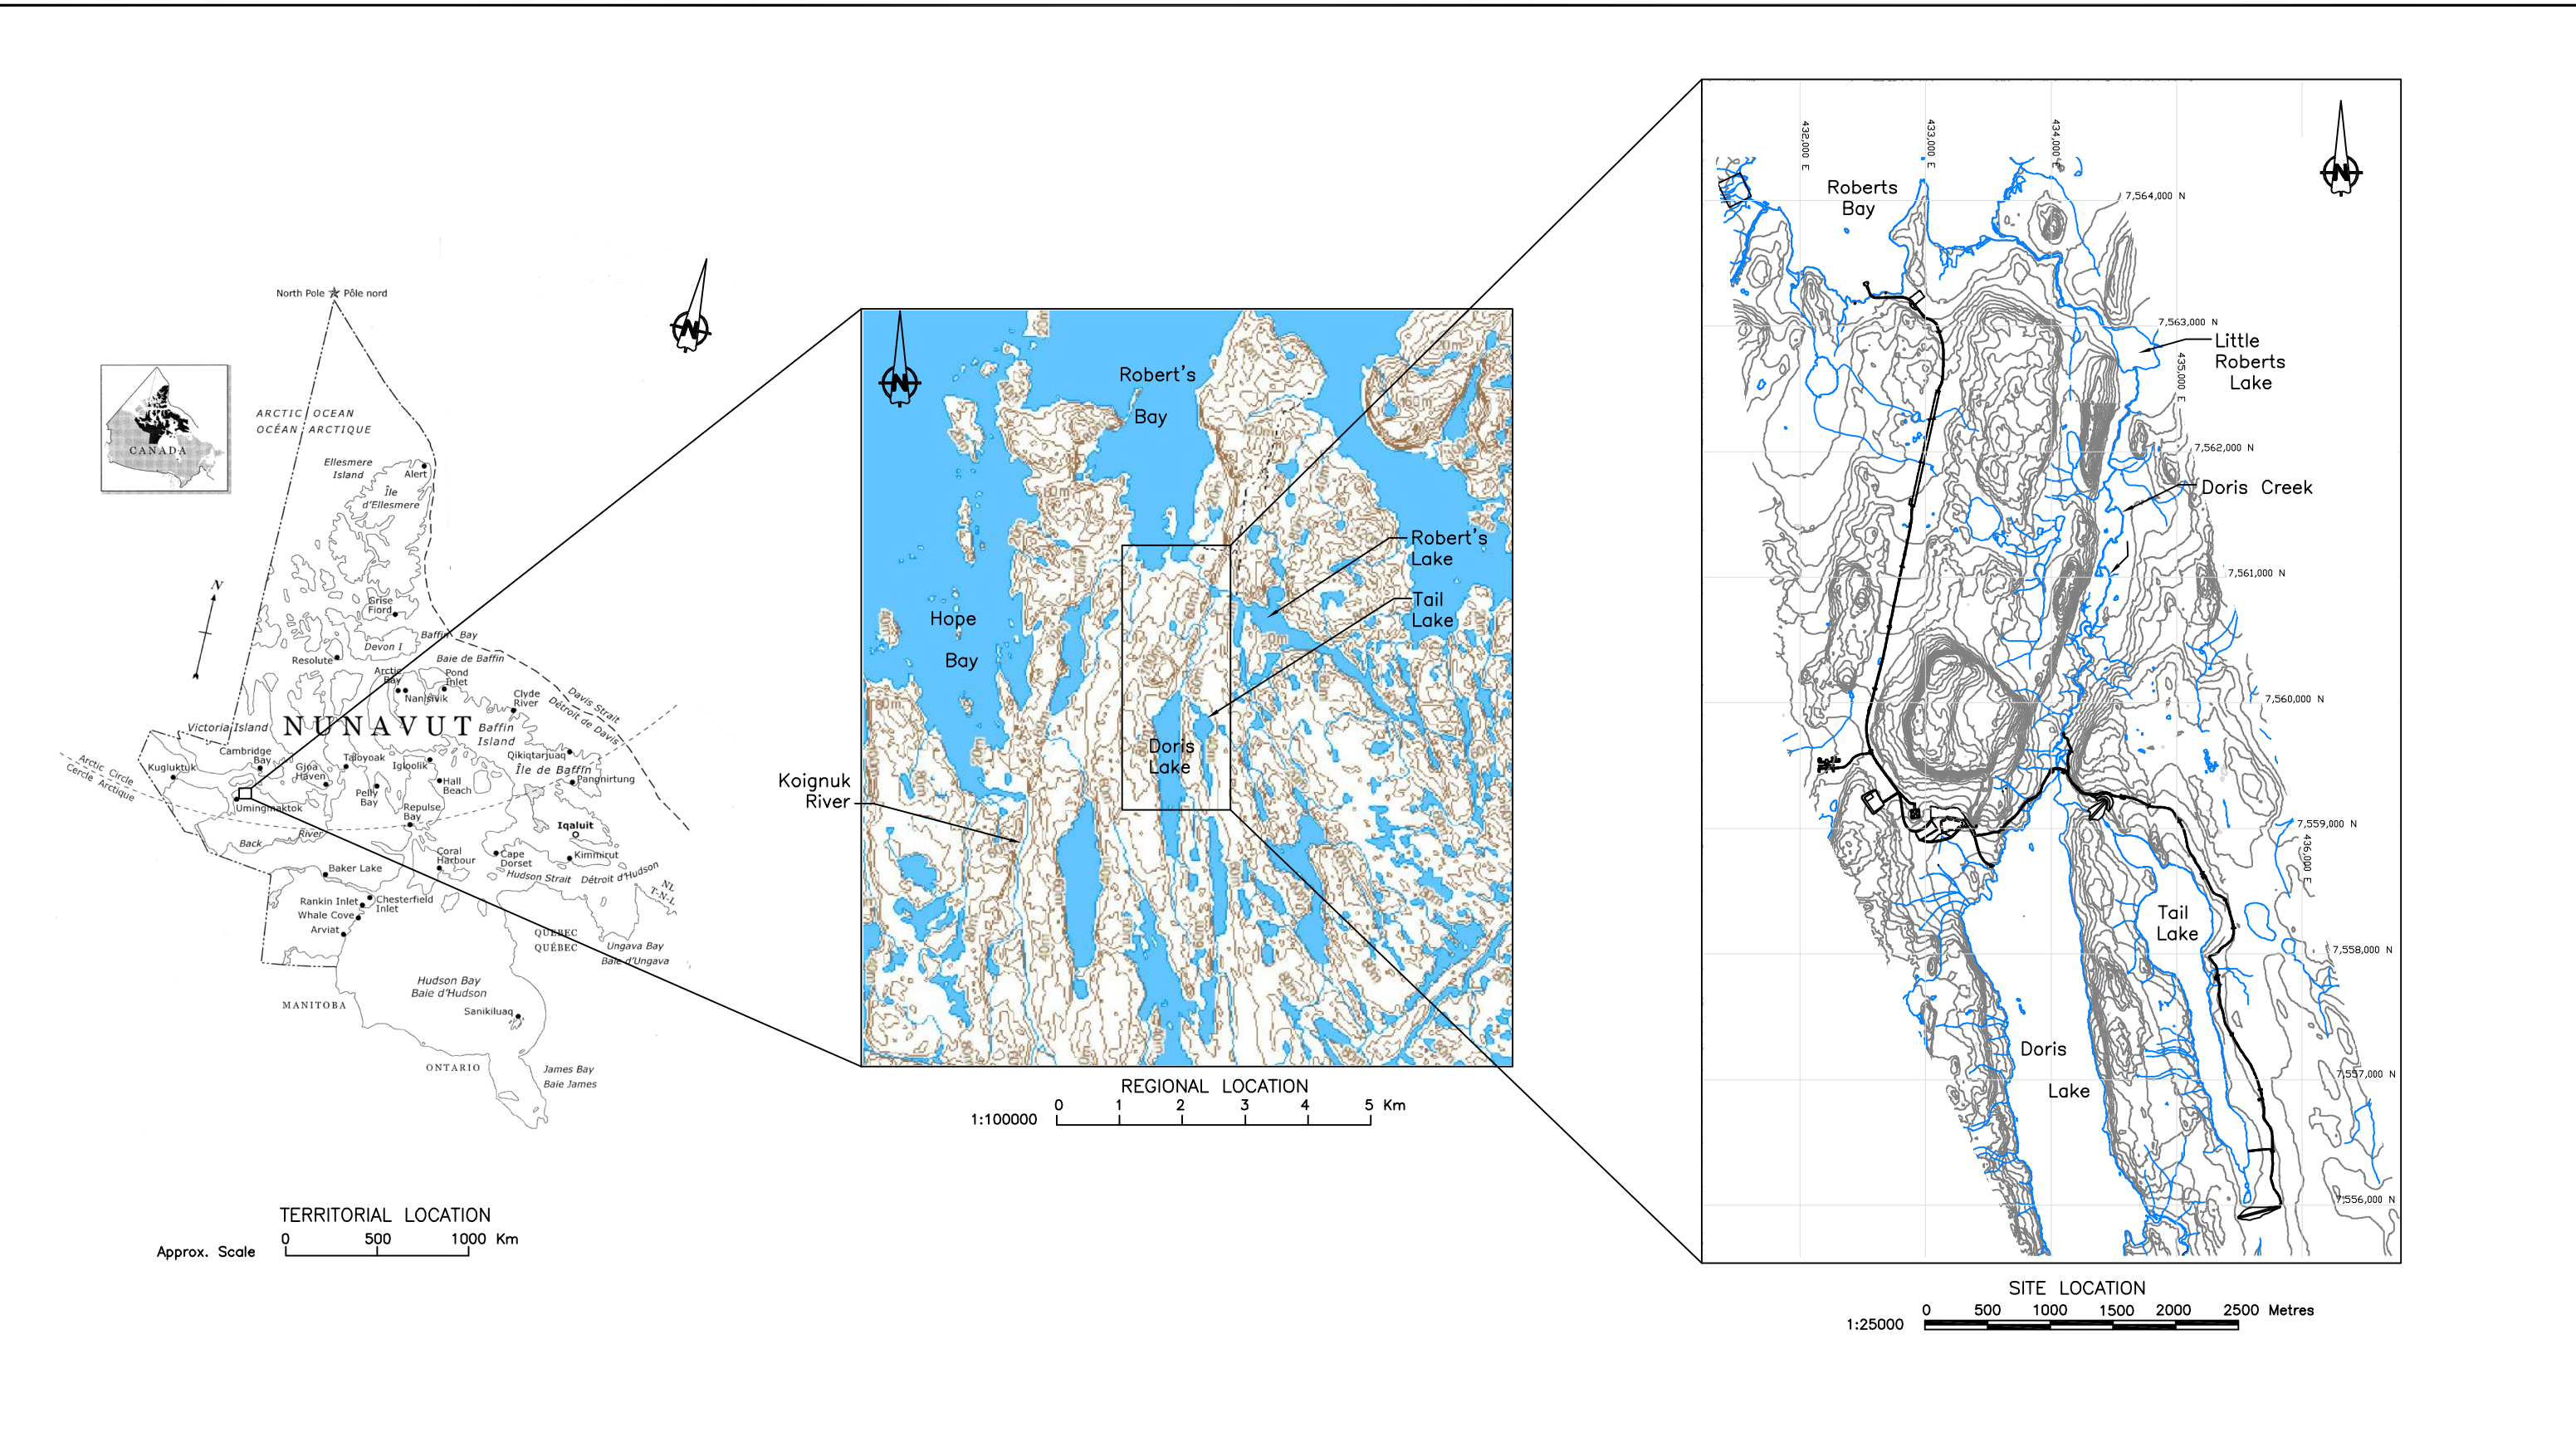 North Pole Pôle nord
N
CANADA
ARCTIC OCEAN
OCÉAN ARCTIQUE
Ellesmere
Island
Alert
Île
d'Ellesmere
N
Grise
Fiord
Baffin Bay
Devon I
Baie de Baffin
Resolute
Arctic
Bay
Pond
Inlet
Nanisivik
Clyde
River
Davis Strait
Détroit de Davis
Victoria Island
NUNAVUT
Baffin
Island
Cambridge
Bay
Taloyoak
Igloolik
Qikiqtarjuaq
Arctic Circle
Cercle Arctique
Kugluktuk
Gjoa
Haven
Île de Baffin
Hall
Beach
Pangnirtung
Pelly
Bay
Umingmaktok
Repulse
Bay
Iqaluit
River
Back
Coral
Harbour
Cape
Dorset
Kimmirut
Baker Lake
Hudson Strait Détroit d'Hudson
NL
T-N-L
Rankin Inlet
Chesterfield
Inlet
Whale Cove
Arviat
QUEBEC
QUÉBEC
Ungava Bay
Baie d'Ungava
Hudson Bay
Baie d'Hudson
MANITOBA
Sanikiluaq
ONTARIO
James Bay
Baie James
TERRITORIAL LOCATION
Approx. Scale
0 500 1000 Km
N
Robert's
Bay
Robert's
Lake
Tail
Lake
Hope
Bay
Doris
Lake
Koignuk
River
REGIONAL LOCATION
1:100000
0 1 2 3 4 5 Km
432,000 E
433,000 E
434,000 E
N
Roberts
Bay
7,564,000 N
7,563,000 N
Little
Roberts
Lake
435,000 E
7,562,000 N
Doris Creek
7,561,000 N
7,560,000 N
7,559,000 N
436,000 E
Tail
Lake
7,558,000 N
Doris
Lake
7,557,000 N
7,556,000 N
SITE LOCATION
1:25000
0 500 1000 1500 2000 2500 Metres